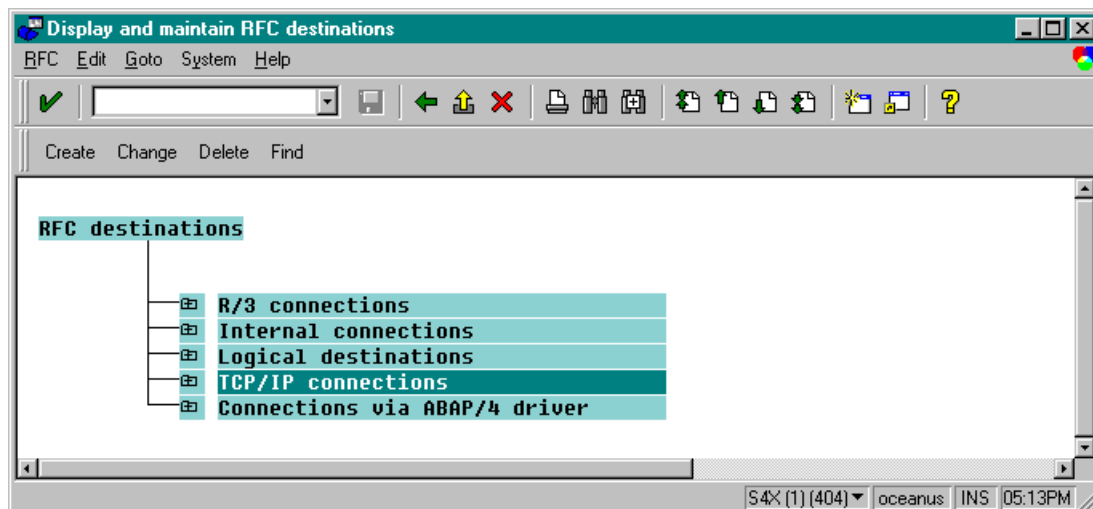 Display and maintain RFC destinations
RFC Edit Goto System Help
Create Change Delete Find
RFC destinations
R/3 connections
Internal connections
Logical destinations
TCP/IP connections
Connections via ABAP/4 driver
S4X (1) (404) oceanus INS 05:13PM